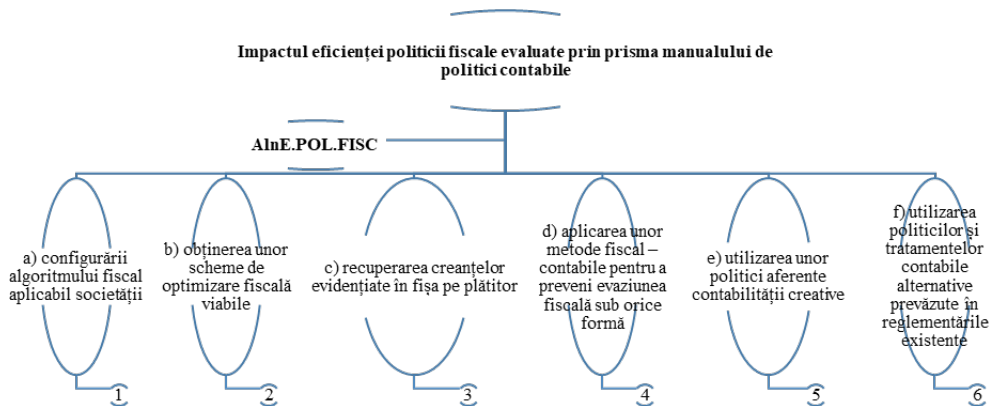 Impactul eficienței politicii fiscale evaluate prin prisma manualului de
politici contabile
AlnE.POL.FISC
a) configurării
algoritmului fiscal
aplicabil societății
b) obținerea unor
scheme de
optimizare fiscală
viabile
c) recuperarea creanțelor
evidențiate în fișa pe plătitor
d) aplicarea unor
metode fiscal –
contabile pentru a
preveni evaziunea
fiscală sub orice
formă
e) utilizarea unor
politici aferente
contabilității creative
f) utilizarea
politicilor și
tratamentelor
contabile
alternative
prevăzute în
reglementările
existente
1
2
3
4
5
6